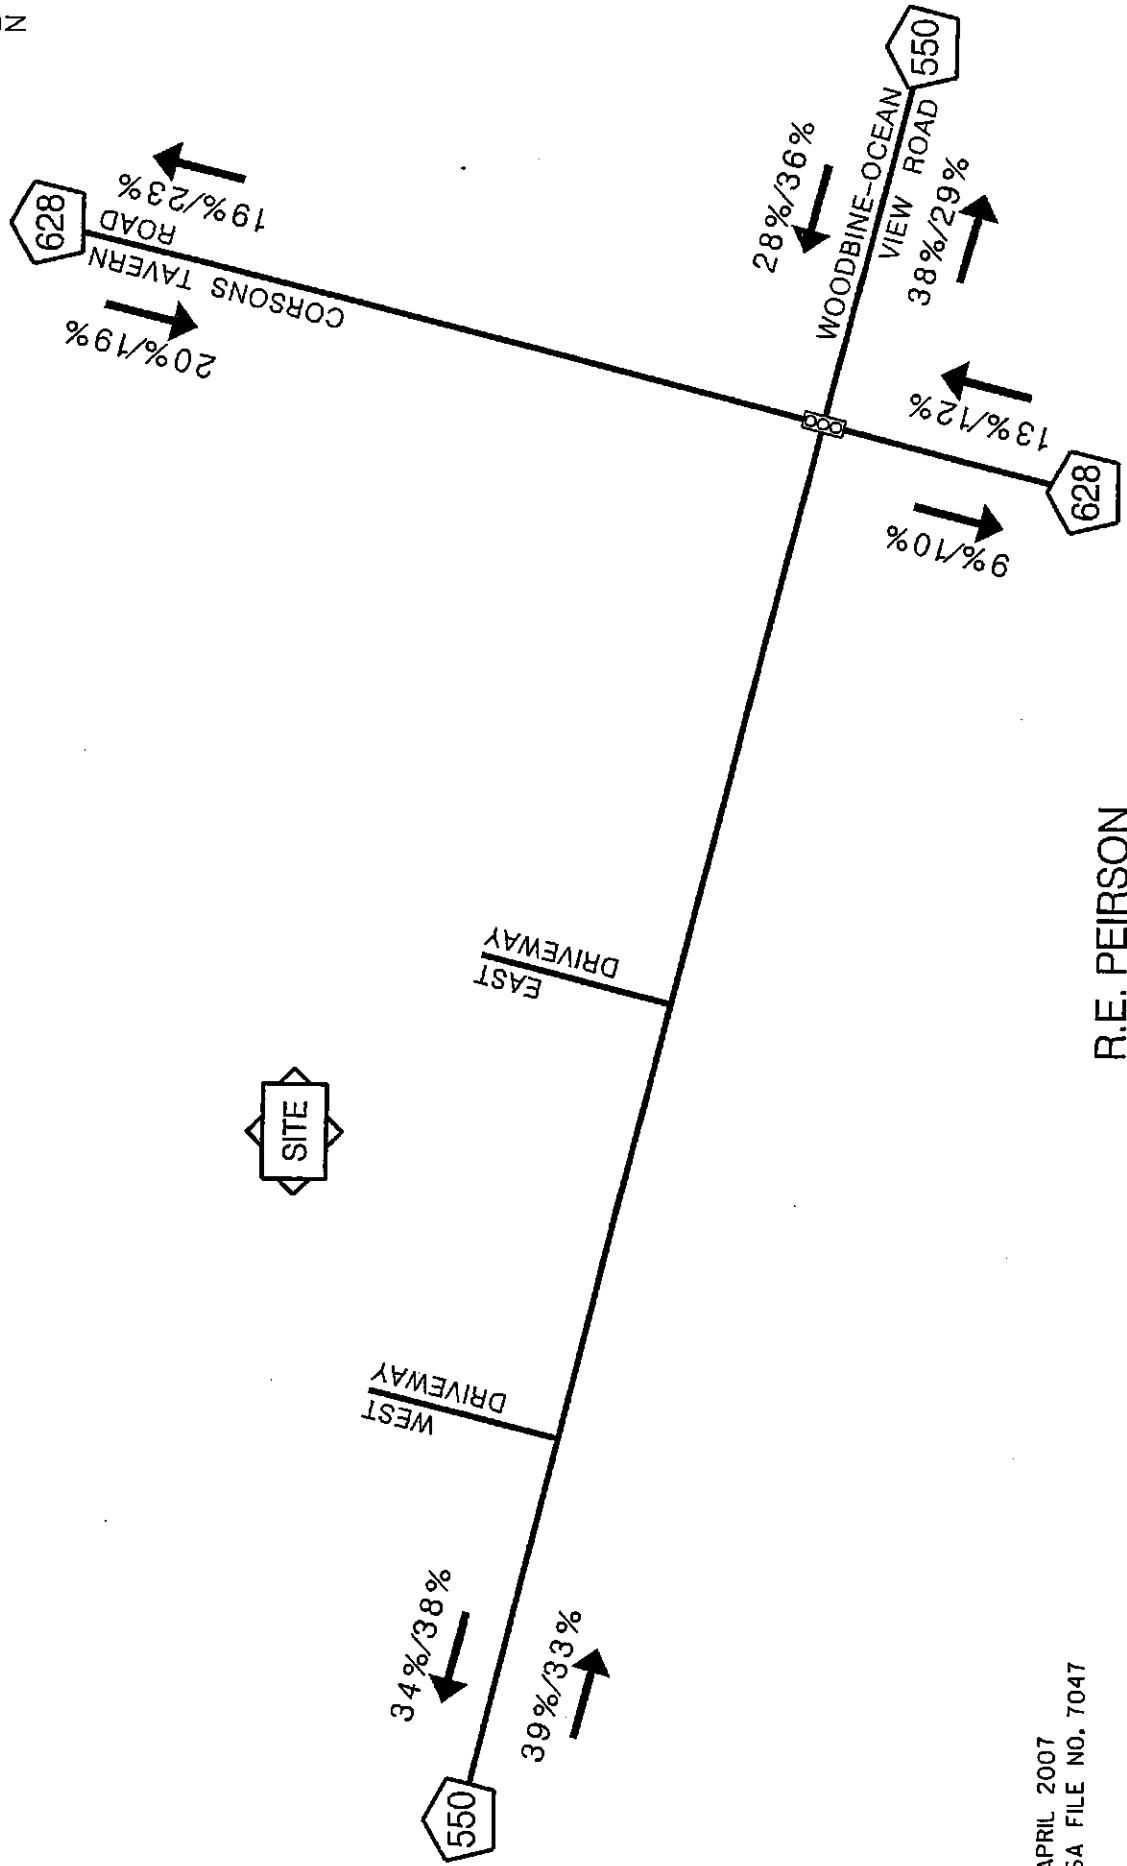 628
19%/23%
CORSONS TAVERN
ROAD
20%/19%
550
28%/36%
WOODBINE-OCEAN
VIEW ROAD
38%/29%
13%/12%
9%/10%
628
EAST
DRIVEWAY
SITE
WEST
DRIVEWAY
34%/38%
39%/33%
550
R.E. PEIRSON
APRIL 2007
SA FILE NO. 7047